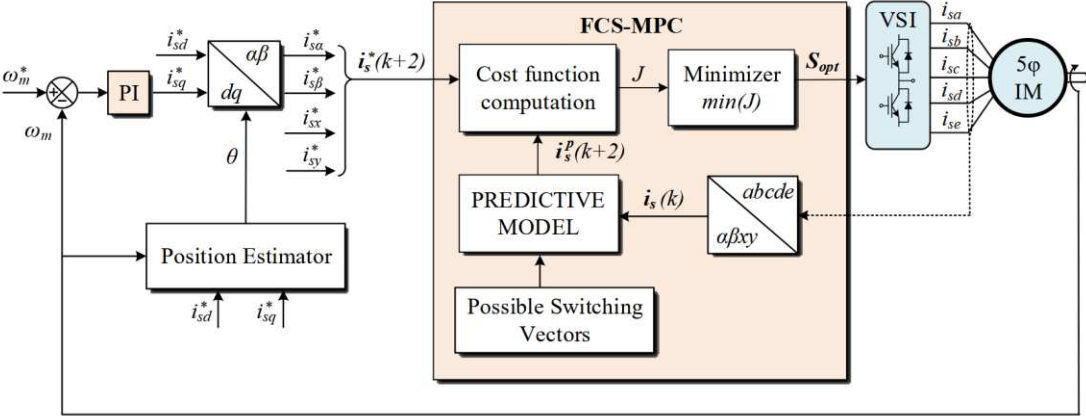 FCS-MPC
ω*m
ωm
PI
i*sd
i*sq
αβ
dq
θ
i*sα
i*sβ
i*sx
i*sy
i*s(k+2)
Cost function
computation
J
Minimizer
min(J)
Sopt
VSI
isa
isb
isc
isd
ise
5φ
IM
i^p_s(k+2)
PREDICTIVE
MODEL
is(k)
abcde
αβxy
Possible Switching
Vectors
Position Estimator
i*sd
i*sq